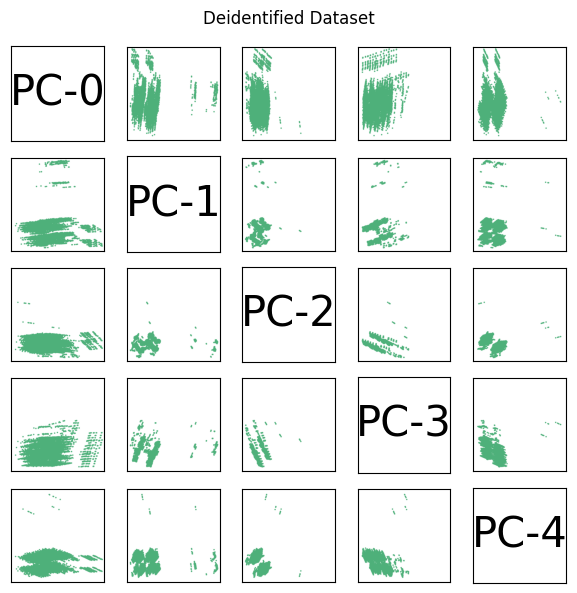 Deidentified Dataset
PC-0
PC-1
PC-2
PC-3
PC-4